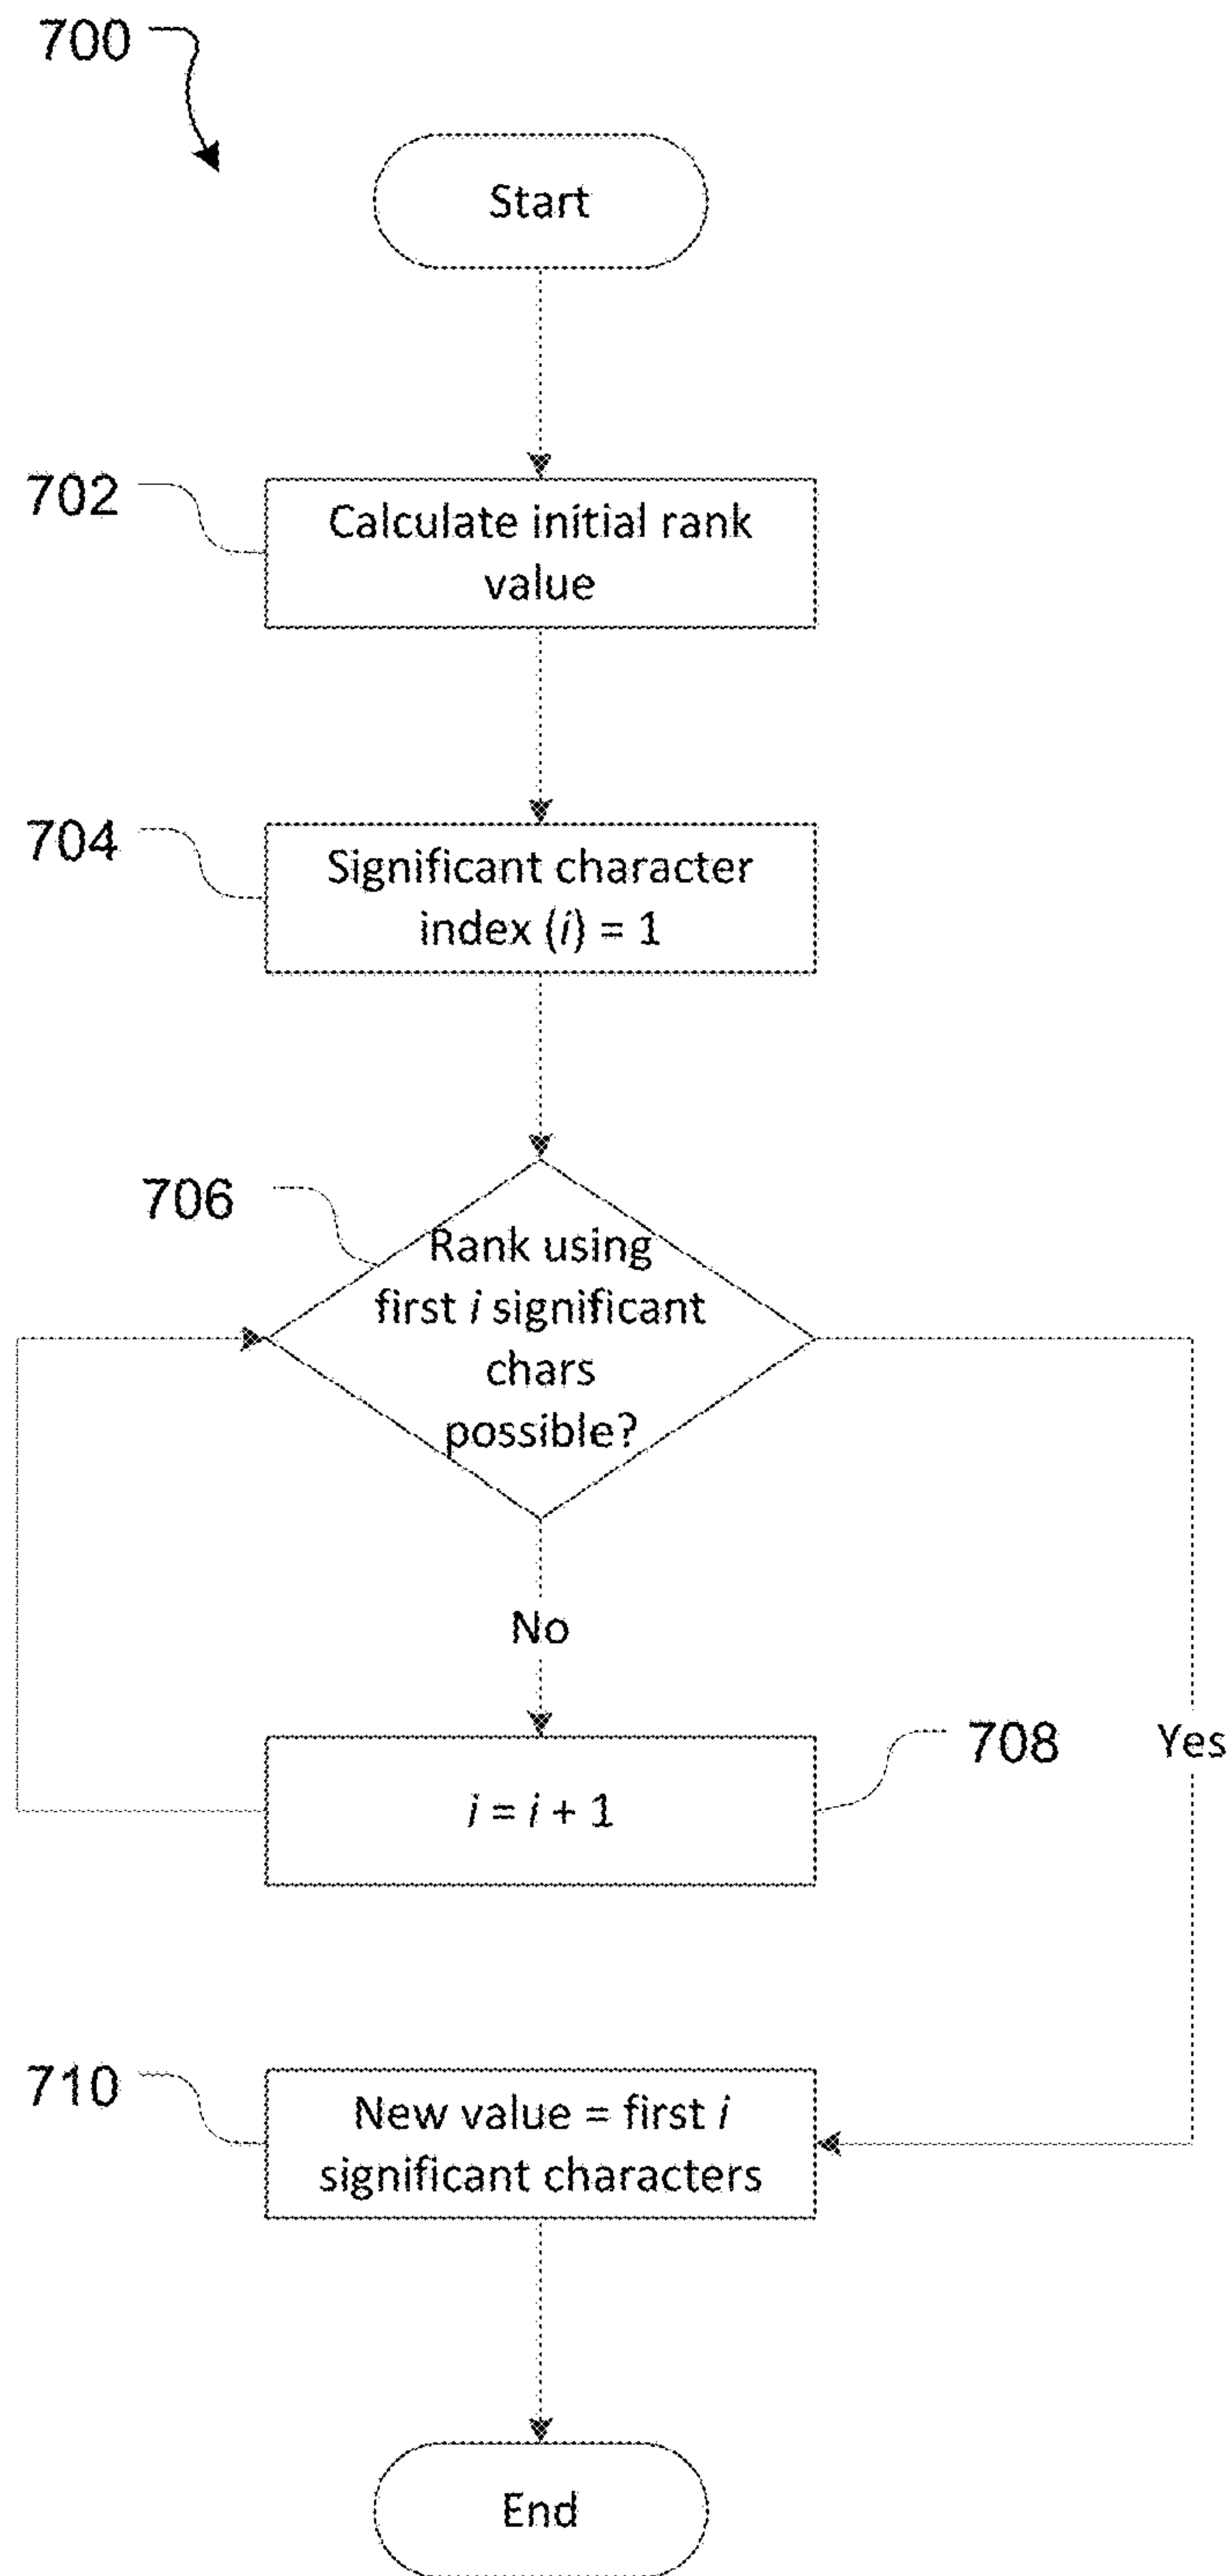 700
Start
702
Calculate initial rank
value
704
Significant character
index (i) = 1
706
Rank using
first i significant
chars
possible?
No
i = i + 1
708
Yes
710
New value = first i
significant characters
End